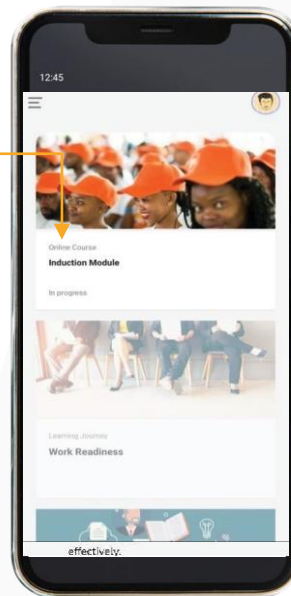 12:45
Online Course
Induction Module
In progress
Learning Journey
Work Readiness
effectively.